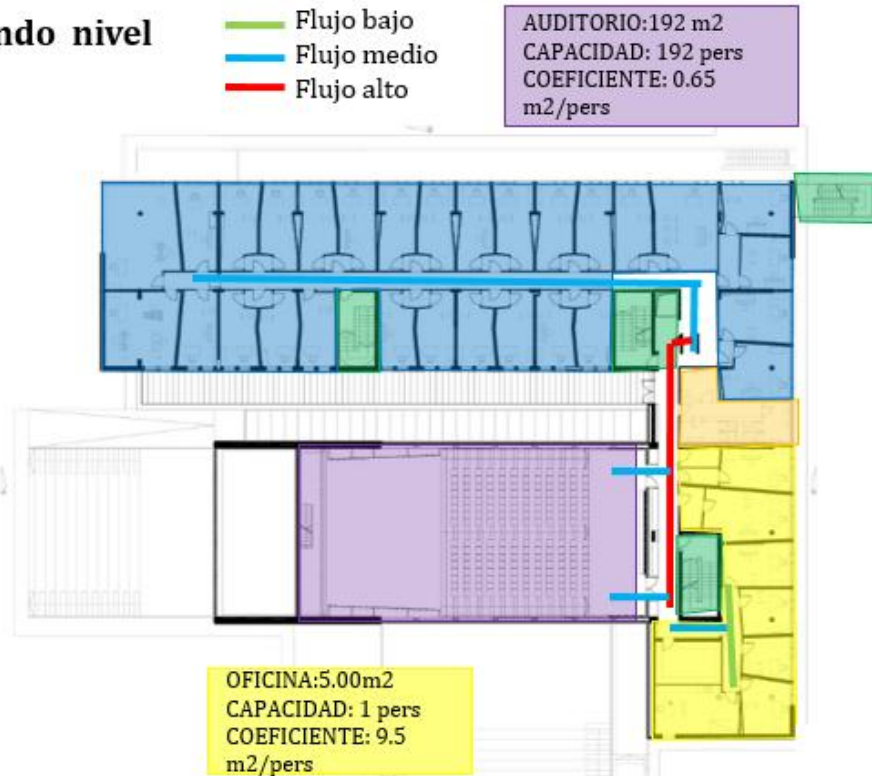 ndo nivel
Flujo bajo
Flujo medio
Flujo alto
AUDITORIO:192 m2
CAPACIDAD: 192 pers
COEFICIENTE: 0.65
m2/pers
OFICINA:5.00m2
CAPACIDAD: 1 pers
COEFICIENTE: 9.5
m2/pers